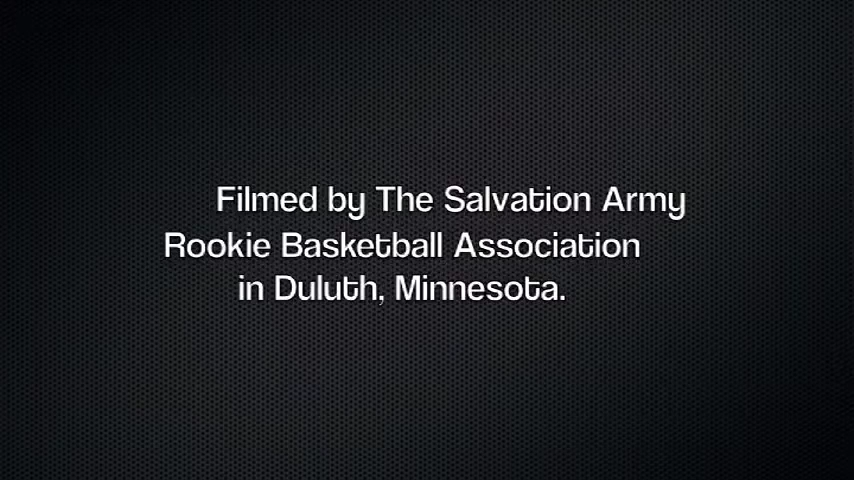 Filmed by The Salvation Army
Rookie Basketball Association
in Duluth, Minnesota.